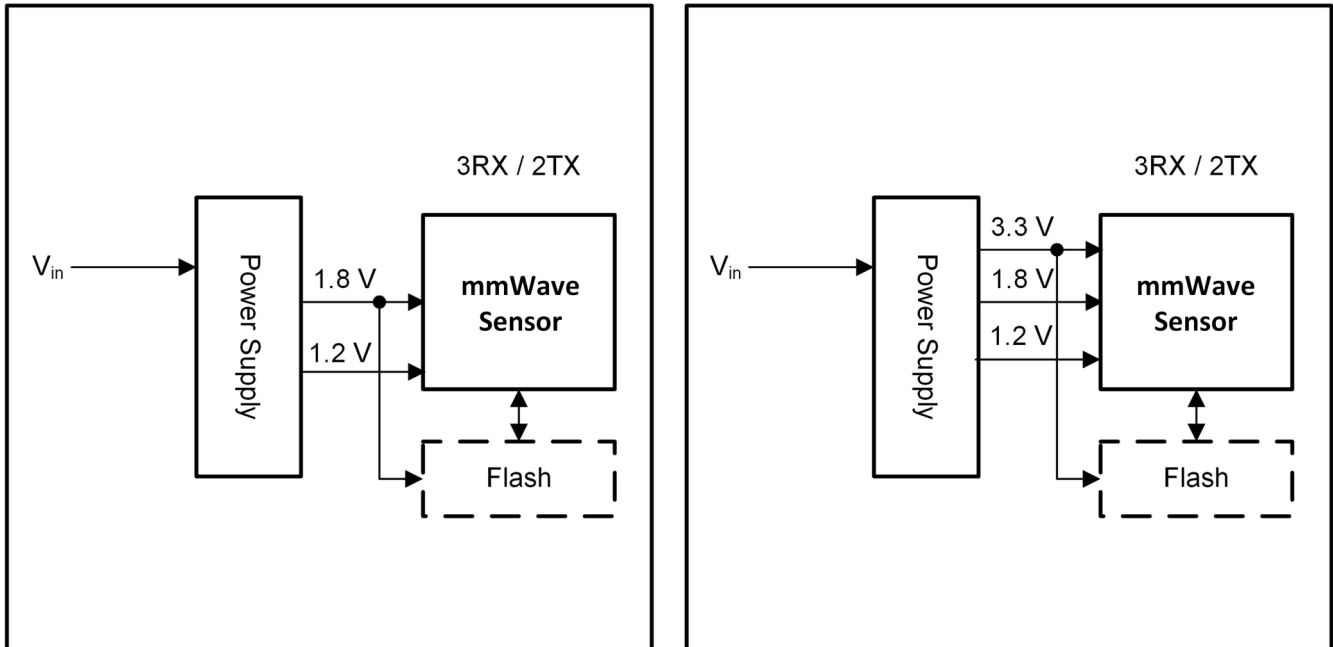 3RX / 2TX
V_in
Power Supply
1.8 V
1.2 V
mmWave
Sensor
Flash
3RX / 2TX
V_in
Power Supply
3.3 V
1.8 V
1.2 V
mmWave
Sensor
Flash